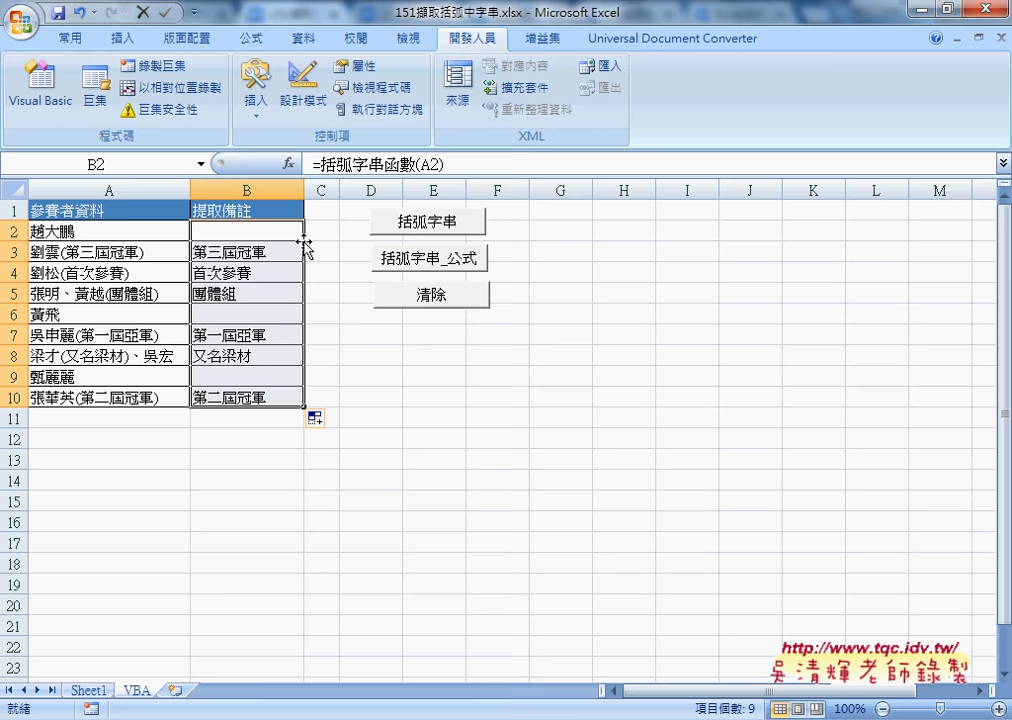 151擷取括弧中字串.xlsx - Microsoft Excel
常用 插入 版面配置 公式 資料 校閱 檢視 開發人員 增益集 Universal Document Converter
Visual Basic 巨集 錄製巨集 以相對位置錄製 巨集安全性 插入 設計模式 屬性 檢視程式碼 執行對話方塊 來源 對應內容 擴充套件 重新整理資料 匯入 匯出
程式碼 控制項 XML
B2 fx =括弧字串函數(A2)
A B C D E F G H I J K L M
1 參賽者資料 提取備註
括弧字串
2 趙大鵬
3 劉雲(第三屆冠軍) 第三屆冠軍
括弧字串_公式
4 劉松(首次參賽) 首次參賽
5 張明、黃越(團體組) 團體組
清除
6 黃飛
7 吳申麗(第一屆亞軍) 第一屆亞軍
8 梁才(又名梁材)、吳宏 又名梁材
9 甄麗麗
10 張華英(第二屆冠軍) 第二屆冠軍
11
12
13
14
15
16
17
18
19
20
21
22
23
http://www.tqc.idv.tw/
吳清輝老師錄製
Sheet1 VBA
就緒 項目個數: 9 100%